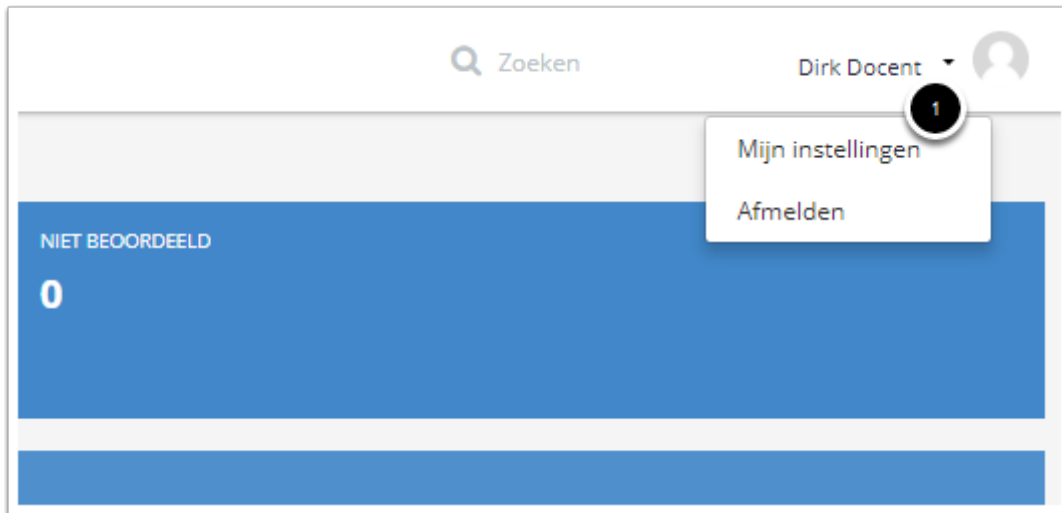 Zoeken
Dirk Docent
1
Mijn instellingen
Afmelden
NIET BEOORDEELD
0